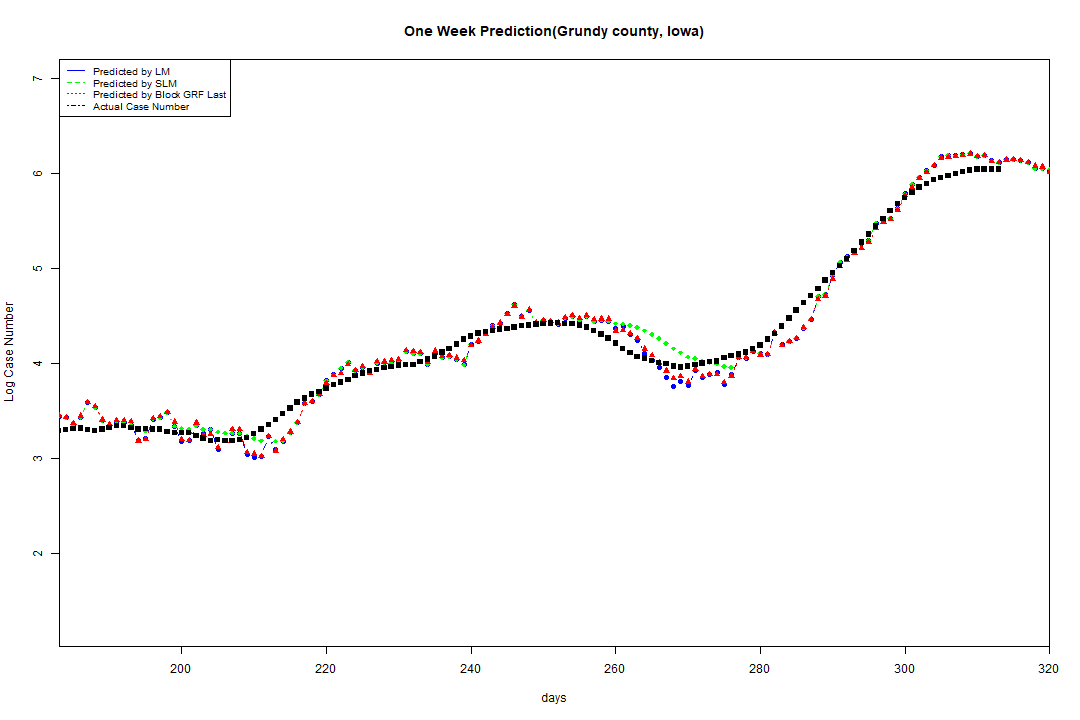 One Week Prediction(Grundy county, Iowa)
Predicted by LM
Predicted by SLM
Predicted by Block GRF Last
Actual Case Number
7
6
5
4
3
2
Log Case Number
200 220 240 260 280 300 320
days